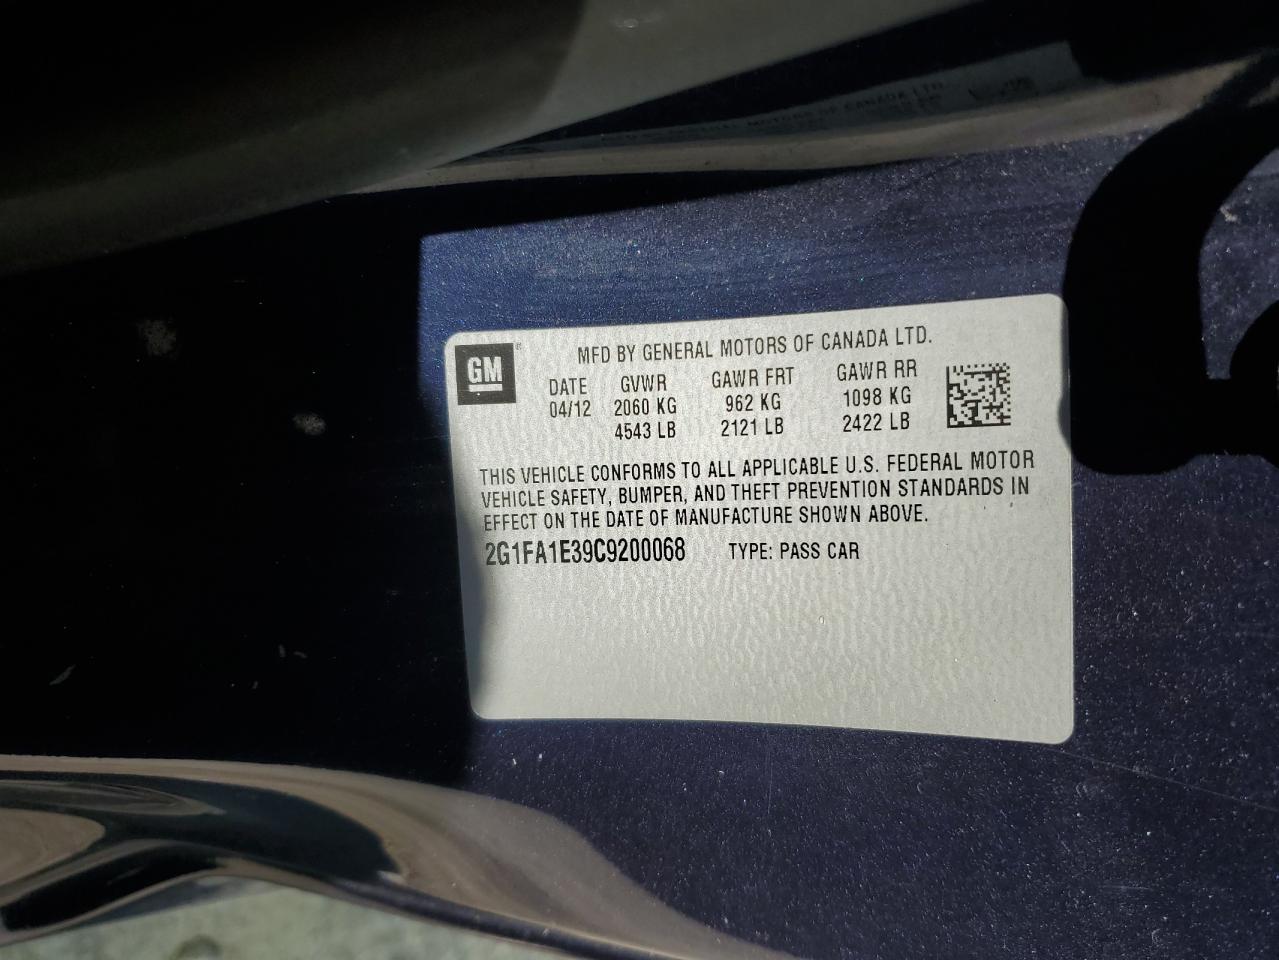 GM
MFD BY GENERAL MOTORS OF CANADA LTD.
DATE GVWR GAWR FRT GAWR RR
04/12 2060 KG 962 KG 1098 KG
4543 LB 2121 LB 2422 LB
THIS VEHICLE CONFORMS TO ALL APPLICABLE U.S. FEDERAL MOTOR
VEHICLE SAFETY, BUMPER, AND THEFT PREVENTION STANDARDS IN
EFFECT ON THE DATE OF MANUFACTURE SHOWN ABOVE.
2G1FA1E39C9200068 TYPE: PASS CAR